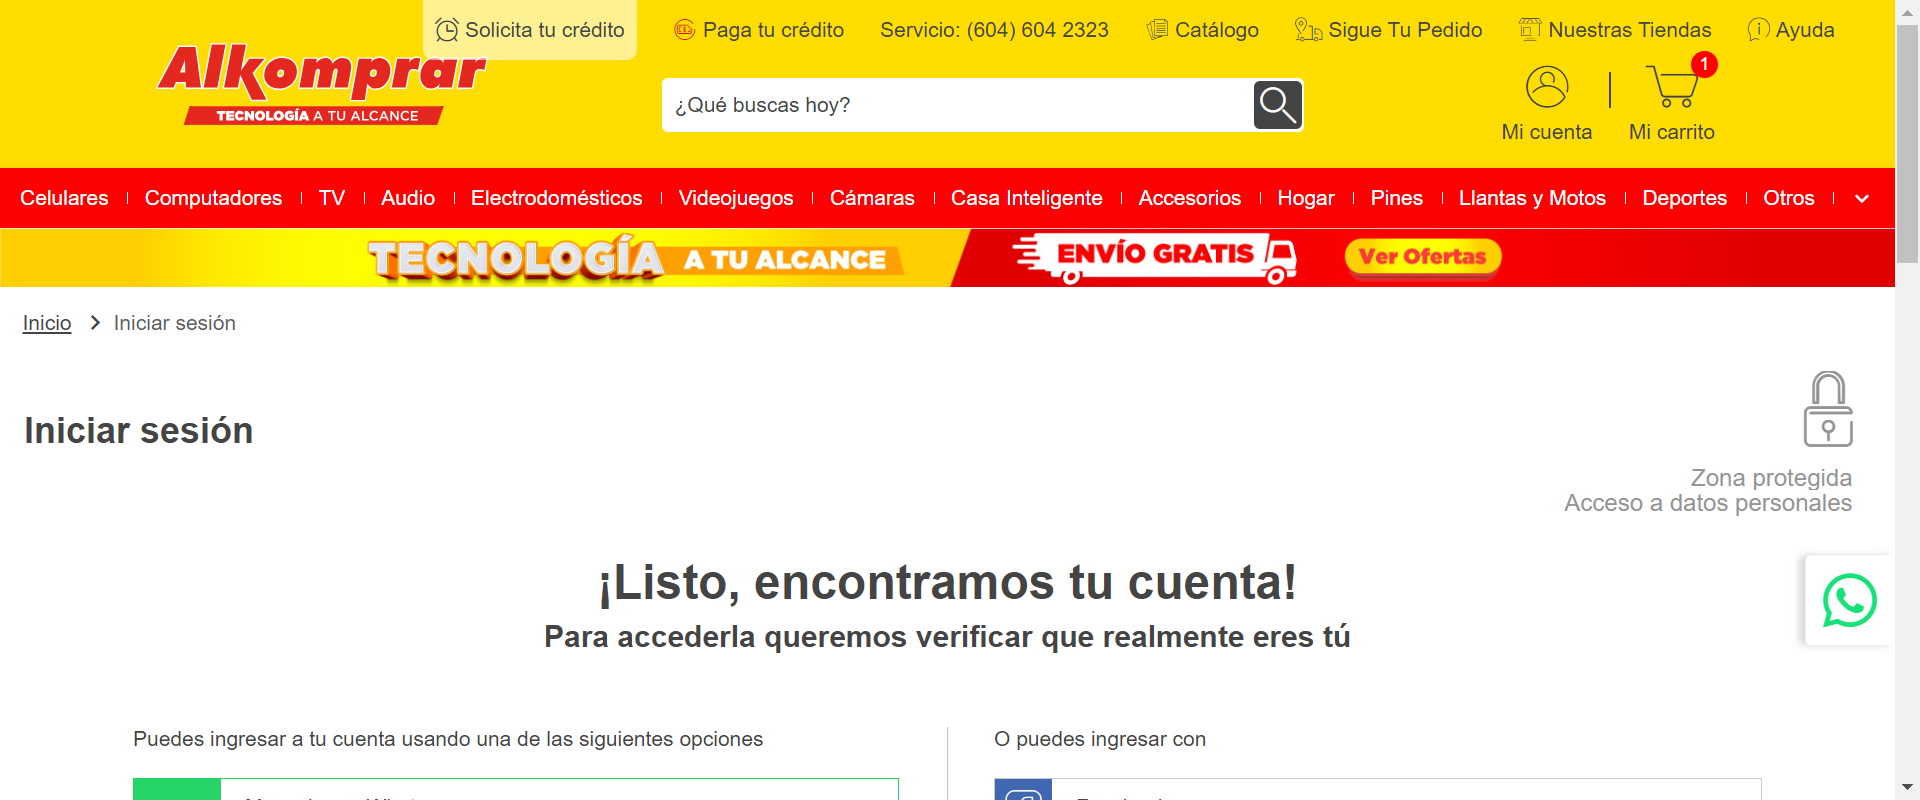 Solicita tu crédito
Paga tu crédito
Servicio: (604) 604 2323
Catálogo
Sigue Tu Pedido
Nuestras Tiendas
Ayuda
Alkomprar
TECNOLOGÍA A TU ALCANCE
¿Qué buscas hoy?
1
Mi cuenta
Mi carrito
Celulares
Computadores
TV
Audio
Electrodomésticos
Videojuegos
Cámaras
Casa Inteligente
Accesorios
Hogar
Pines
Llantas y Motos
Deportes
Otros
TECNOLOGÍA A TU ALCANCE
ENVÍO GRATIS
Ver Ofertas
Inicio
Iniciar sesión
Iniciar sesión
Zona protegida
Acceso a datos personales
¡Listo, encontramos tu cuenta!
Para accederla queremos verificar que realmente eres tú
Puedes ingresar a tu cuenta usando una de las siguientes opciones
O puedes ingresar con